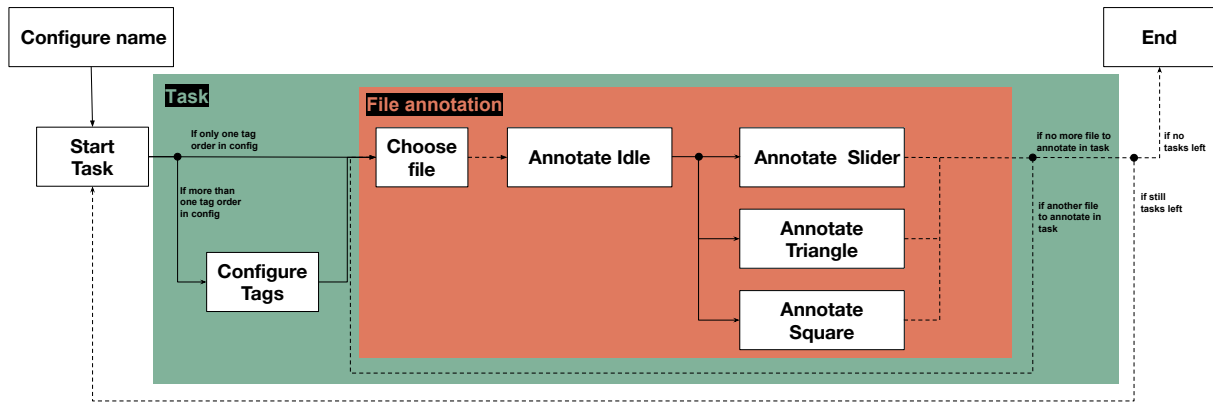 Configure name
End
Task
File annotation
Start
Task
If only one tag
order in config
Choose
file
Annotate Idle
Annotate Slider
if no more file to
annotate in task
if no
tasks left
If more than
one tag order
in config
if another file
to annotate in
task
if still
tasks left
Annotate
Triangle
Configure
Tags
Annotate
Square